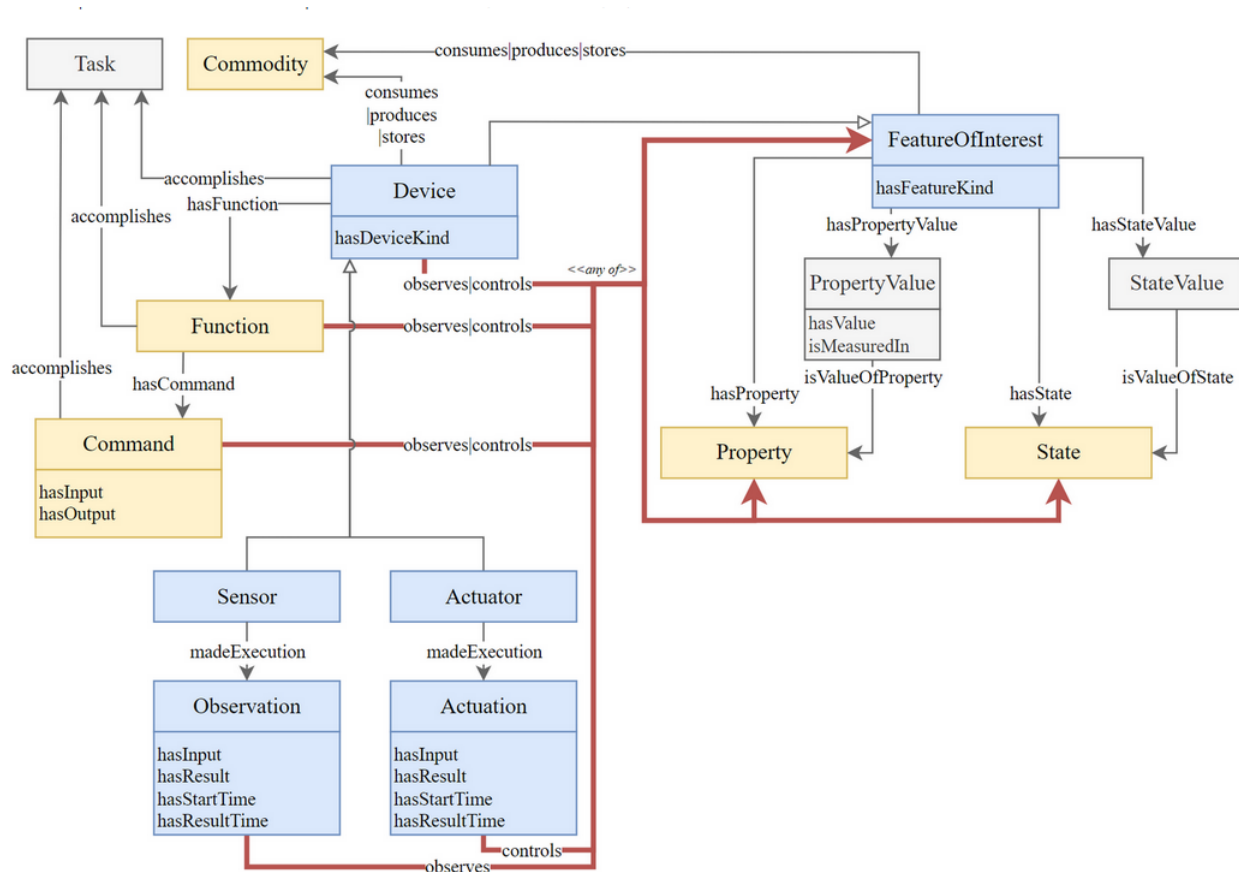 consumes|produces|stores
Task
Commodity
consumes
|produces
|stores
FeatureOfInterest
hasFeatureKind
accomplishes
Device
hasFunction
accomplishes
hasDeviceKind
hasPropertyValue
hasStateValue
<<any of>>
observes|controls
PropertyValue
hasValue
isMeasuredIn
StateValue
Function
observes|controls
accomplishes
hasCommand
isValueOfProperty
isValueOfState
hasProperty
hasState
Command
hasInput
hasOutput
observes|controls
Property
State
Sensor
Actuator
madeExecution
madeExecution
Observation
hasInput
hasResult
hasStartTime
hasResultTime
Actuation
hasInput
hasResult
hasStartTime
hasResultTime
controls
observes